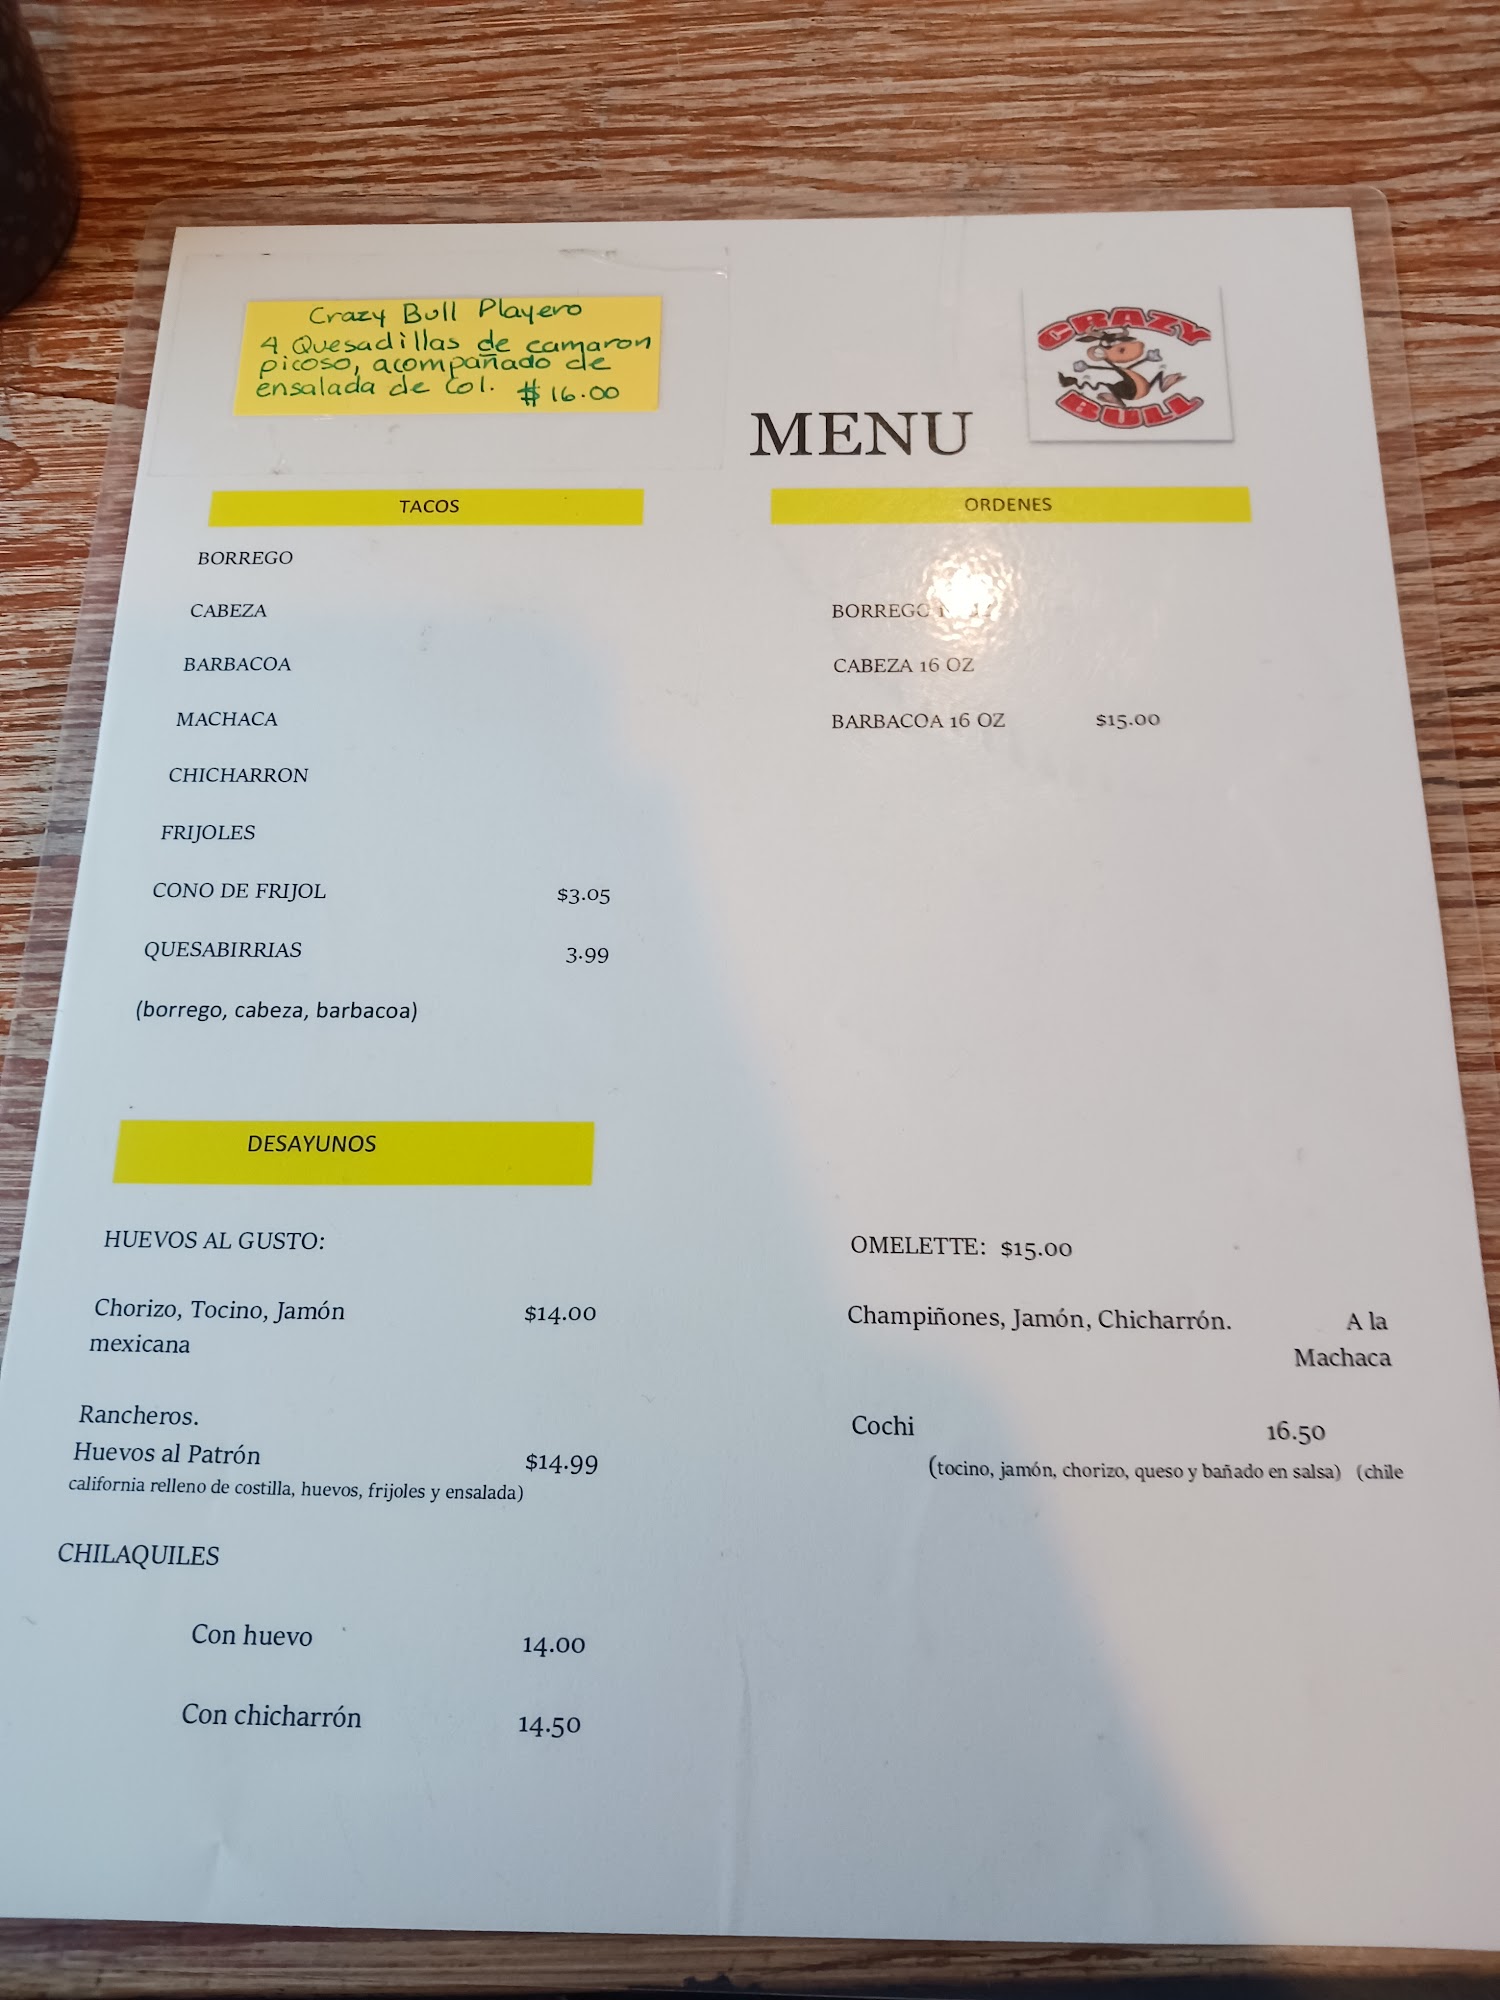 Crazy Bull Playero
4 Quesadillas de camaron
picoso, acompañado de
ensalada de Col. $16.00
CRAZY
BULL
MENU
TACOS
BORREGO
CABEZA
BARBACOA
MACHACA
CHICHARRON
FRIJOLES
CONO DE FRIJOL $3.05
QUESABIRRIAS 3.99
(borrego, cabeza, barbacoa)
ORDENES
BORREGO
CABEZA 16 OZ
BARBACOA 16 OZ $15.00
DESAYUNOS
HUEVOS AL GUSTO:
Chorizo, Tocino, Jamón $14.00
mexicana
Rancheros.
Huevos al Patrón $14.99
california relleno de costilla, huevos, frijoles y ensalada)
CHILAQUILES
Con huevo 14.00
Con chicharrón 14.50
OMELETTE: $15.00
Champiñones, Jamón, Chicharrón. A la
Machaca
Cochi 16.50
(tocino, jamón, chorizo, queso y bañado en salsa) (chile